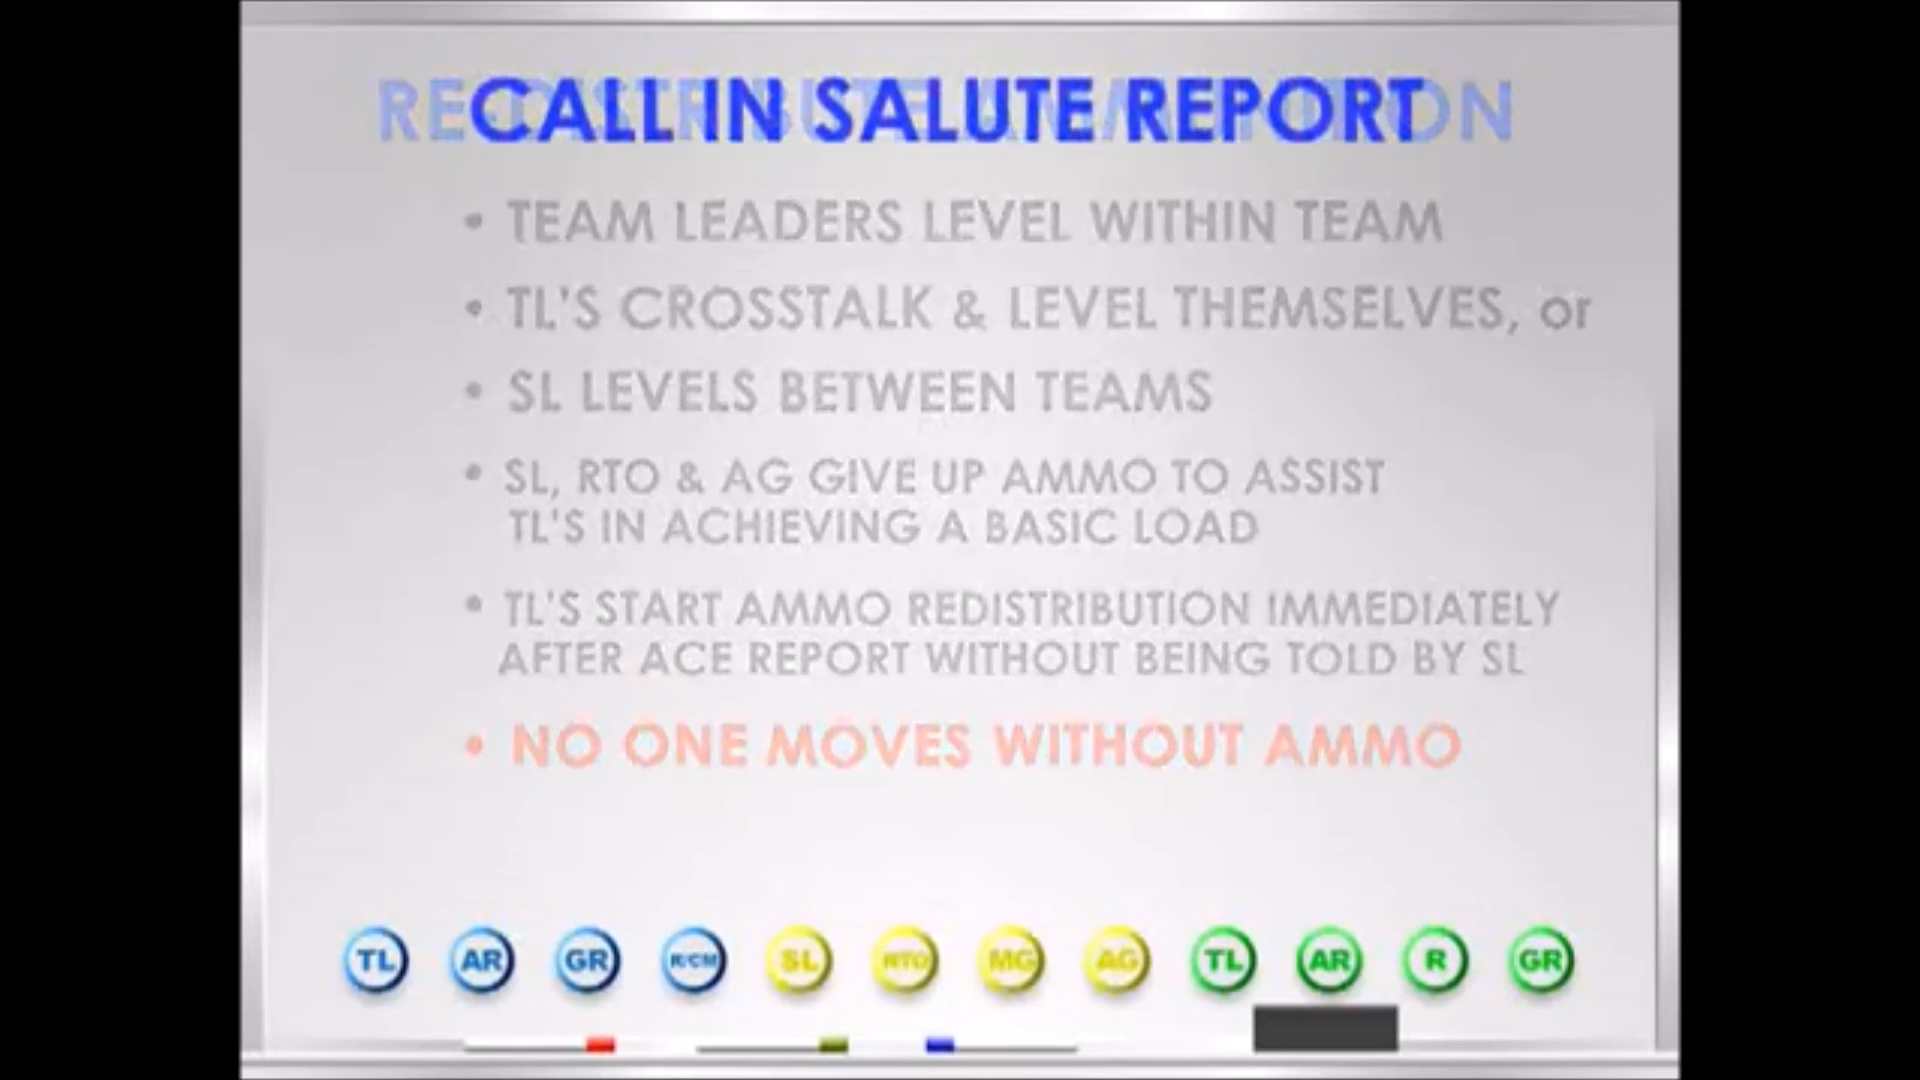 REDISTRIBUTE AMMUNITION
CALL IN SALUTE REPORT
• TEAM LEADERS LEVEL WITHIN TEAM
• TL'S CROSSTALK & LEVEL THEMSELVES, or
• SL LEVELS BETWEEN TEAMS
• SL, RTO & AG GIVE UP AMMO TO ASSIST
TL'S IN ACHIEVING A BASIC LOAD
• TL'S START AMMO REDISTRIBUTION IMMEDIATELY
AFTER ACE REPORT WITHOUT BEING TOLD BY SL
• NO ONE MOVES WITHOUT AMMO
TL AR GR R/CM SL RTO MG AG TL AR R GR